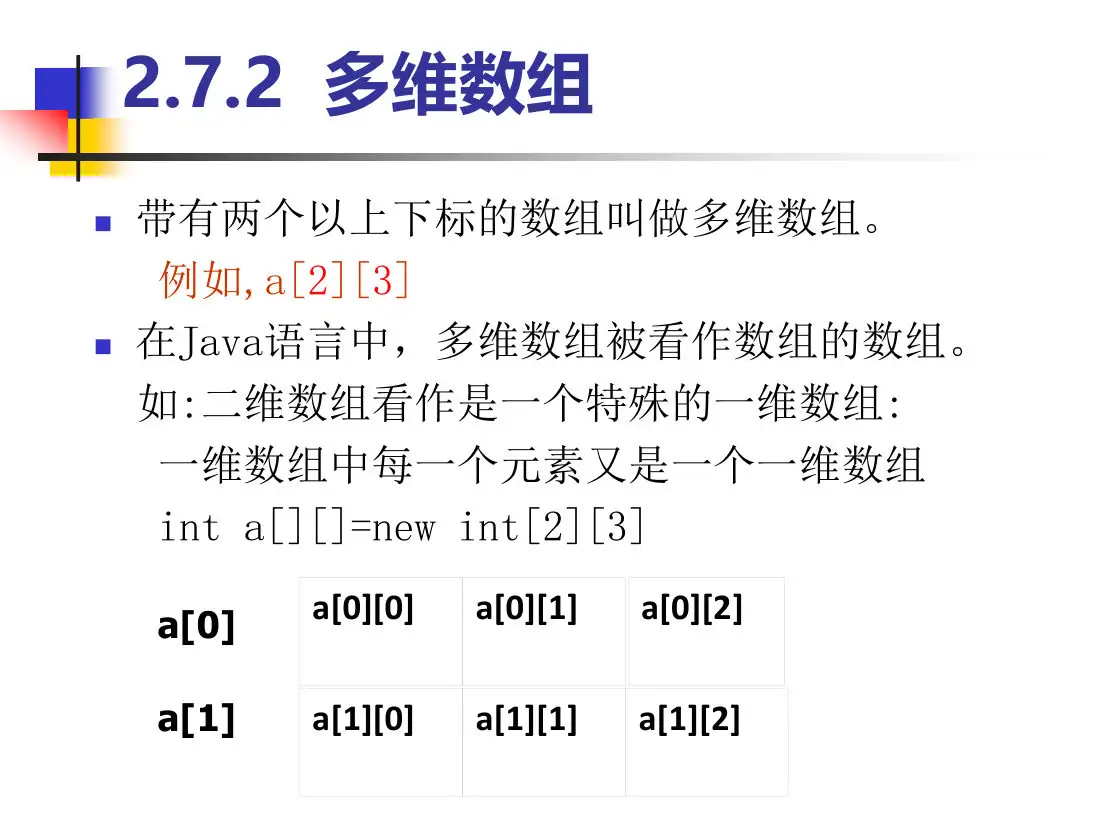 2.7.2 多维数组
带有两个以上下标的数组叫做多维数组。
例如,a[2][3]
在Java语言中，多维数组被看作数组的数组。
如:二维数组看作是一个特殊的一维数组:
一维数组中每一个元素又是一个一维数组
int a[][]=new int[2][3]
a[0] a[0][0] a[0][1] a[0][2]
a[1] a[1][0] a[1][1] a[1][2]